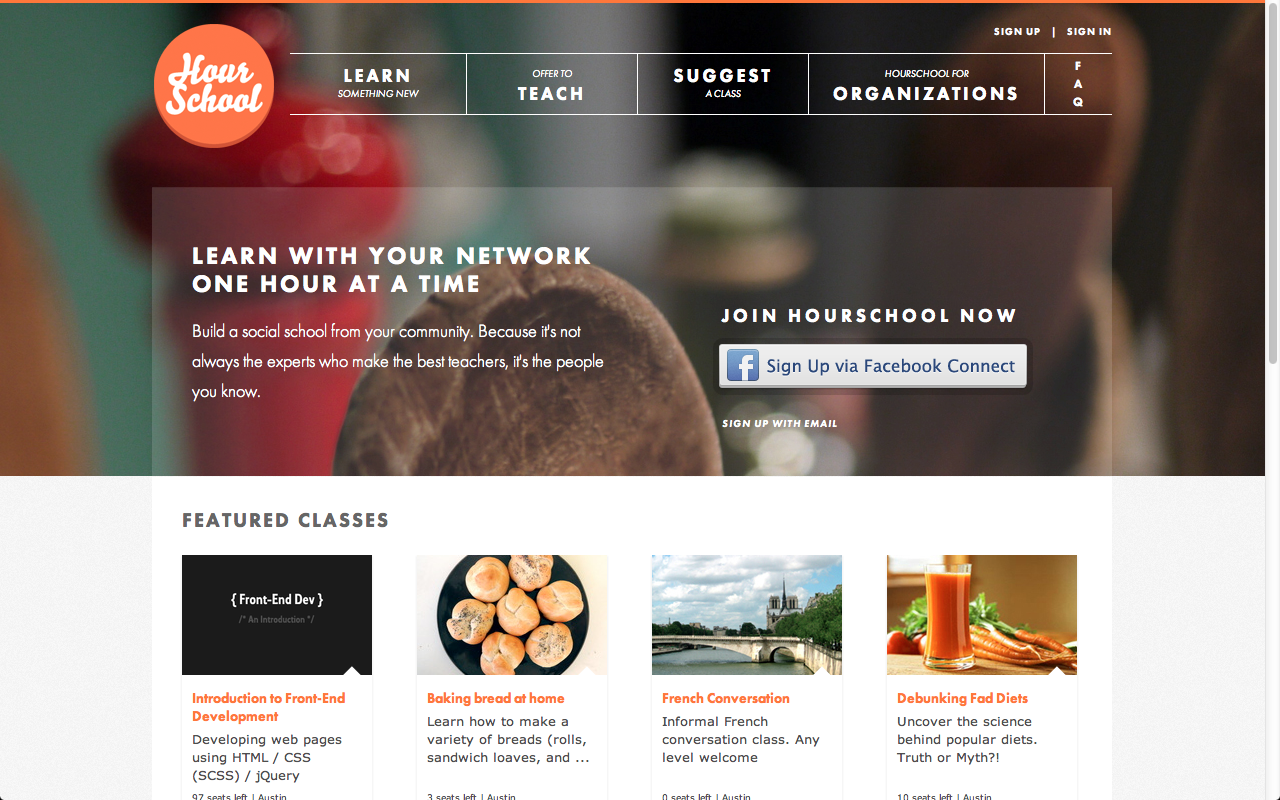 SIGN UP | SIGN IN
Hour
School
LEARN
SOMETHING NEW
OFFER TO
TEACH
SUGGEST
A CLASS
HOURSCHOOL FOR
ORGANIZATIONS
F
A
Q
LEARN WITH YOUR NETWORK
ONE HOUR AT A TIME
Build a social school from your community. Because it's not
always the experts who make the best teachers, it's the people
you know.
JOIN HOURSCHOOL NOW
f Sign Up via Facebook Connect
SIGN UP WITH EMAIL
FEATURED CLASSES
{ Front-End Dev }
/* An Introduction */
Introduction to Front-End
Development
Developing web pages
using HTML / CSS
(SCSS) / jQuery
97 seats left | Austin
Baking bread at home
Learn how to make a
variety of breads (rolls,
sandwich loaves, and ...
3 seats left | Austin
French Conversation
Informal French
conversation class. Any
level welcome
0 seats left | Austin
Debunking Fad Diets
Uncover the science
behind popular diets.
Truth or Myth?!
10 seats left | Austin